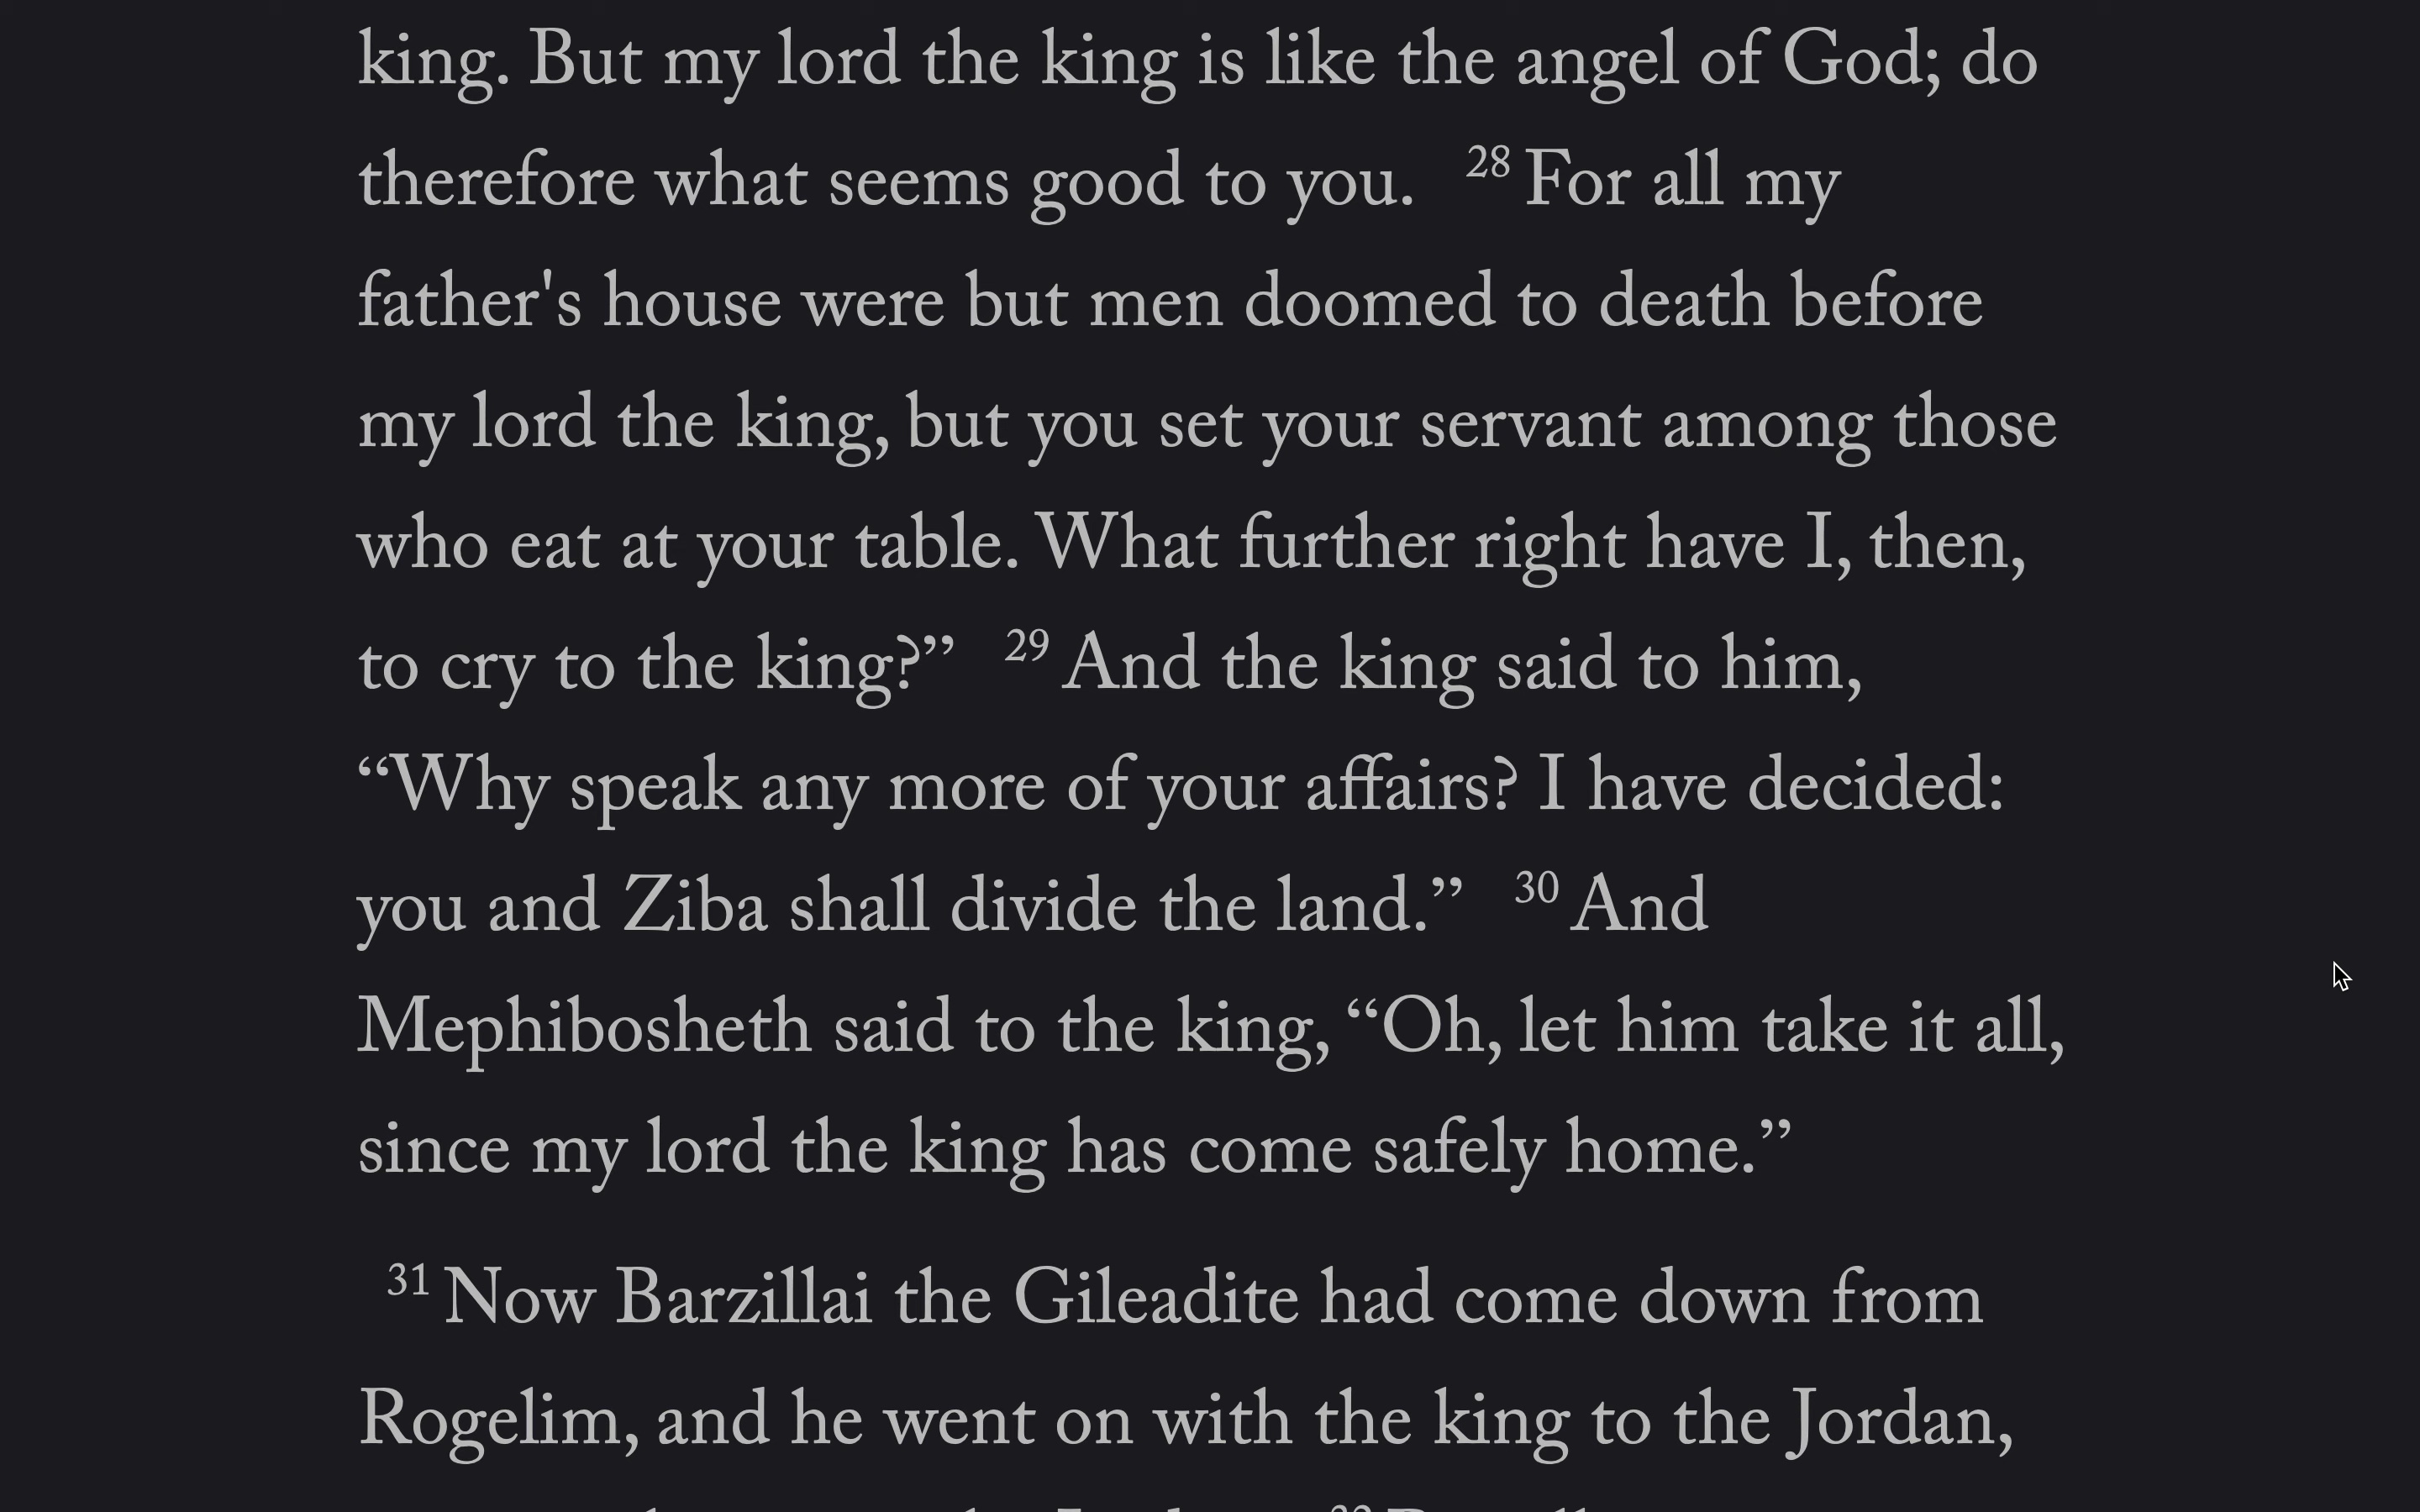 king. But my lord the king is like the angel of God; do
therefore what seems good to you. 28 For all my
father's house were but men doomed to death before
my lord the king, but you set your servant among those
who eat at your table. What further right have I, then,
to cry to the king?” 29 And the king said to him,
“Why speak any more of your affairs? I have decided:
you and Ziba shall divide the land.” 30 And
Mephibosheth said to the king, “Oh, let him take it all,
since my lord the king has come safely home.”
31 Now Barzillai the Gileadite had come down from
Rogelim, and he went on with the king to the Jordan,